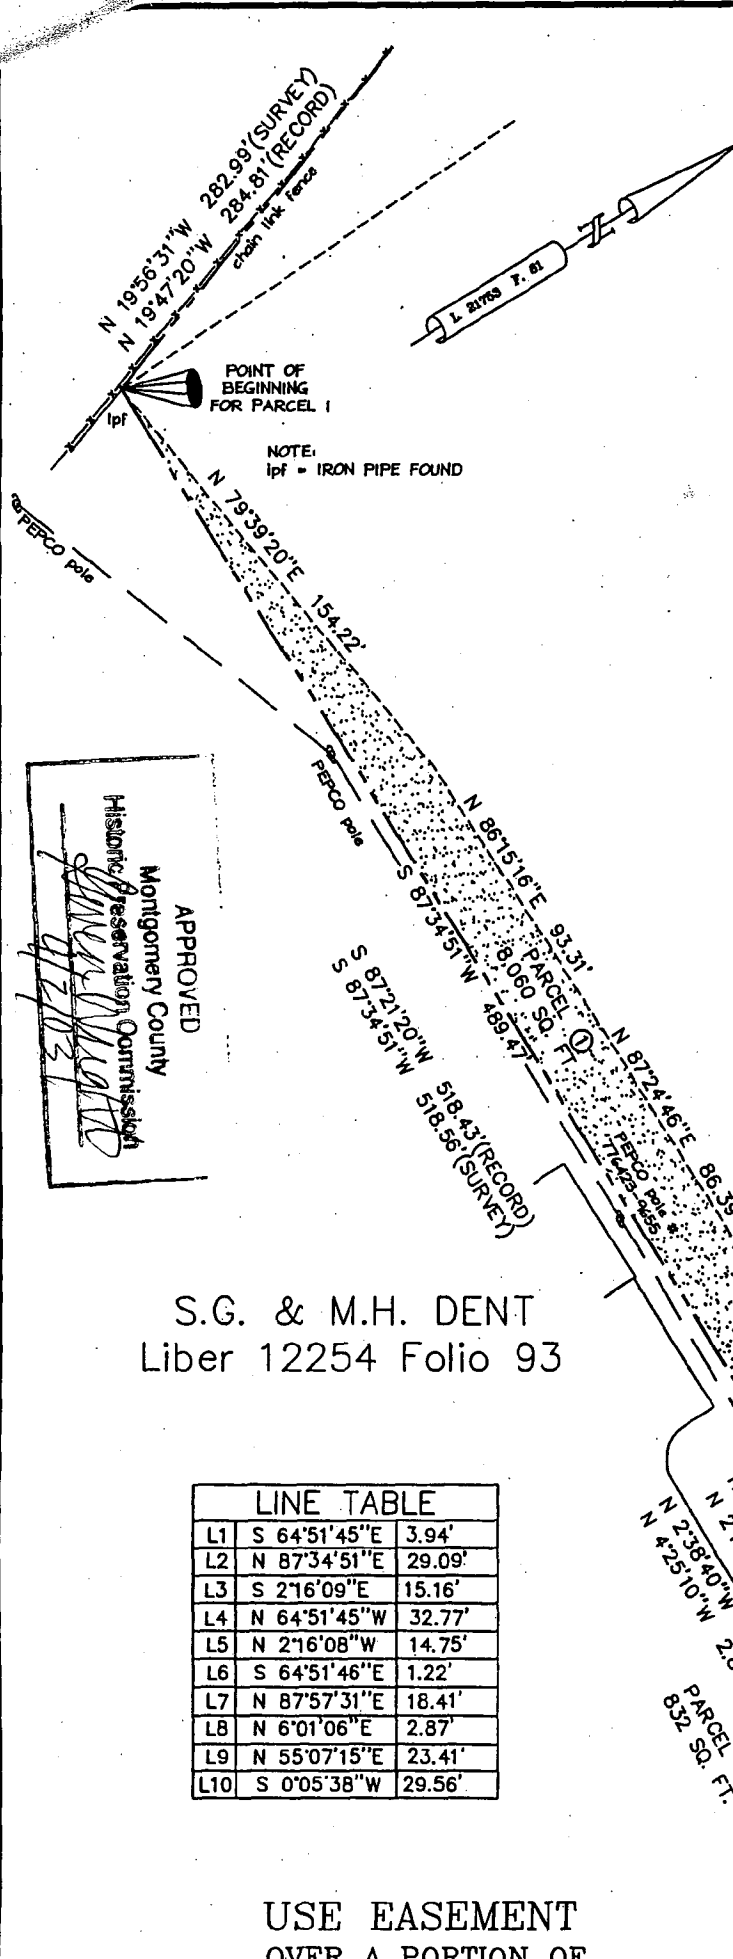 N 19°56'31"W 282.99'(SURVEY)
N 19°47'20"W 284.81'(RECORD)
chain link fence
L. 21753 F. 51
POINT OF
BEGINNING
FOR PARCEL 1
ipf
NOTE:
ipf = IRON PIPE FOUND
PEPCO pole
N 79°39'20"E 154.22'
PEPCO pole
N 86°15'16"E 93.31'
S 87°34'51"W 489.47'
PARCEL 1
8,060 SQ. FT
N 87°24'46"E 86.39
S 87°21'20"W 518.43'(RECORD)
S 87°34'51"W 518.56'(SURVEY)
PEPCO pole #
776423-9655
APPROVED
Montgomery County
Historic Preservation Commission
S.G. & M.H. DENT
Liber 12254 Folio 93
LINE TABLE
L1 S 64°51'45"E 3.94'
L2 N 87°34'51"E 29.09'
L3 S 2°16'09"E 15.16'
L4 N 64°51'45"W 32.77'
L5 N 2°16'08"W 14.75'
L6 S 64°51'46"E 1.22'
L7 N 87°57'31"E 18.41'
L8 N 6°01'06"E 2.87'
L9 N 55°07'15"E 23.41'
L10 S 0°05'38"W 29.56'
N 2°38'40"W
N 4°25'10"W
PARCEL
832 SQ. FT.
USE EASEMENT
OVER A PORTION OF